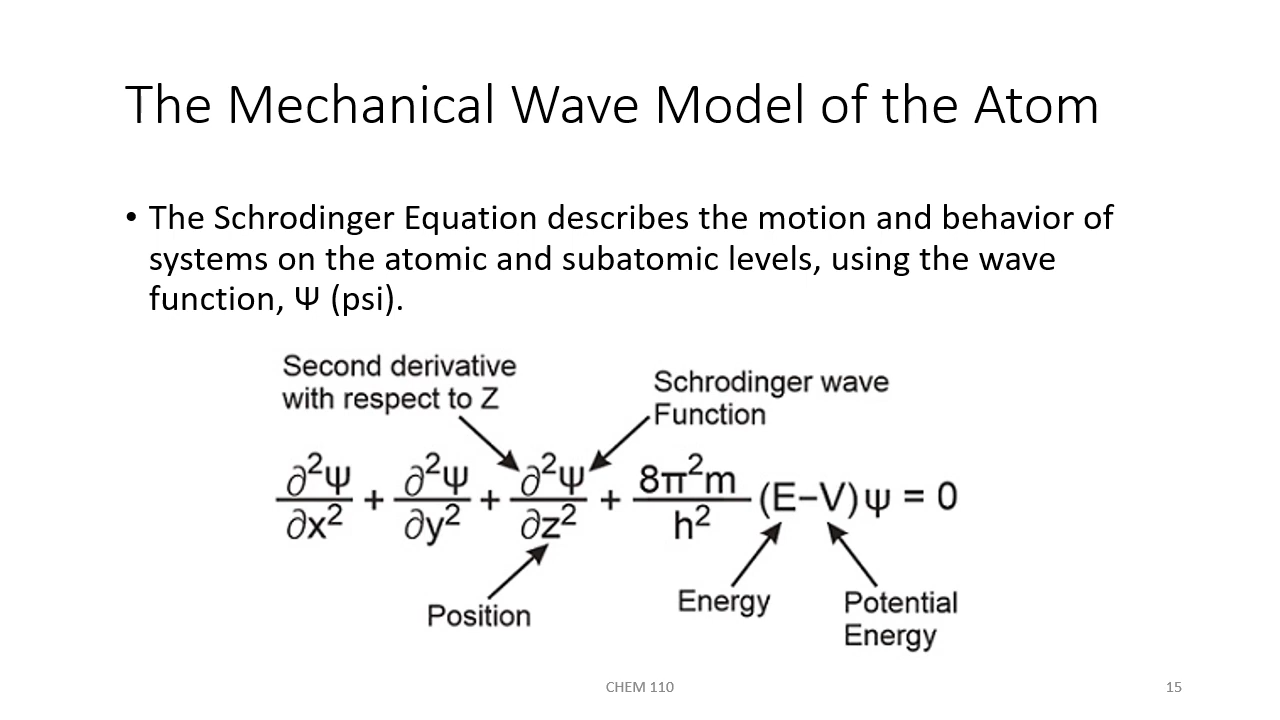 The Mechanical Wave Model of the Atom
• The Schrodinger Equation describes the motion and behavior of
systems on the atomic and subatomic levels, using the wave
function, Ψ (psi).
Second derivative
with respect to Z
Schrodinger wave
Function
∂²ψ/∂x² + ∂²ψ/∂y² + ∂²ψ/∂z² + 8π²m/h² (E–V) ψ = 0
Position
Energy
Potential
Energy
CHEM 110
15